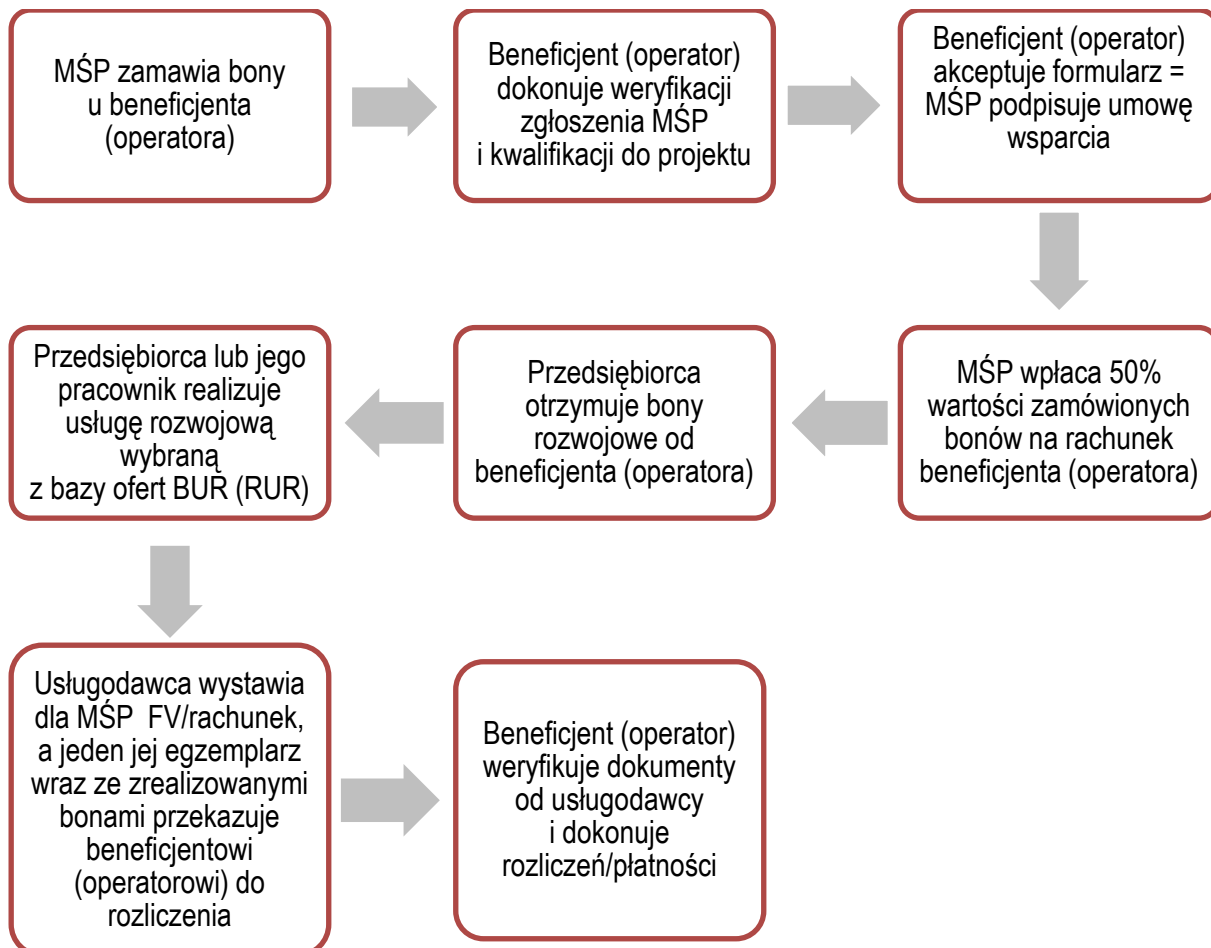 MŚP zamawia bony
u beneficjenta
(operatora)
Beneficjent (operator)
dokonuje weryfikacji
zgłoszenia MŚP
i kwalifikacji do projektu
Beneficjent (operator)
akceptuje formularz =
MŚP podpisuje umowę
wsparcia
MŚP wpłaca 50%
wartości zamówionych
bonów na rachunek
beneficjenta (operatora)
Przedsiębiorca
otrzymuje bony
rozwojowe od
beneficjenta (operatora)
Przedsiębiorca lub jego
pracownik realizuje
usługę rozwojową
wybraną
z bazy ofert BUR (RUR)
Usługodawca wystawia
dla MŚP FV/rachunek,
a jeden jej egzemplarz
wraz ze zrealizowanymi
bonami przekazuje
beneficjentowi
(operatorowi) do
rozliczenia
Beneficjent (operator)
weryfikuje dokumenty
od usługodawcy
i dokonuje
rozliczeń/płatności